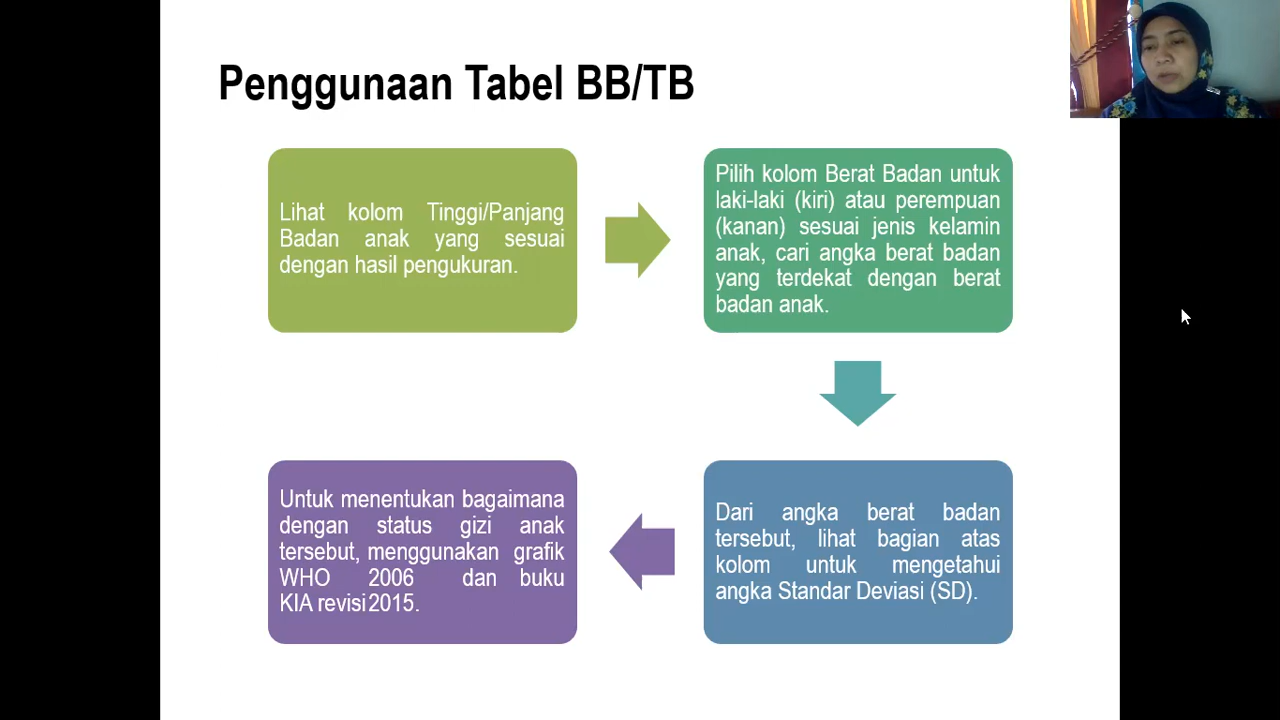 Penggunaan Tabel BB/TB
Lihat kolom Tinggi/Panjang
Badan anak yang sesuai
dengan hasil pengukuran.
Pilih kolom Berat Badan untuk
laki-laki (kiri) atau perempuan
(kanan) sesuai jenis kelamin
anak, cari angka berat badan
yang terdekat dengan berat
badan anak.
Dari angka berat badan
tersebut, lihat bagian atas
kolom untuk mengetahui
angka Standar Deviasi (SD).
Untuk menentukan bagaimana
dengan status gizi anak
tersebut, menggunakan grafik
WHO 2006 dan buku
KIA revisi 2015.